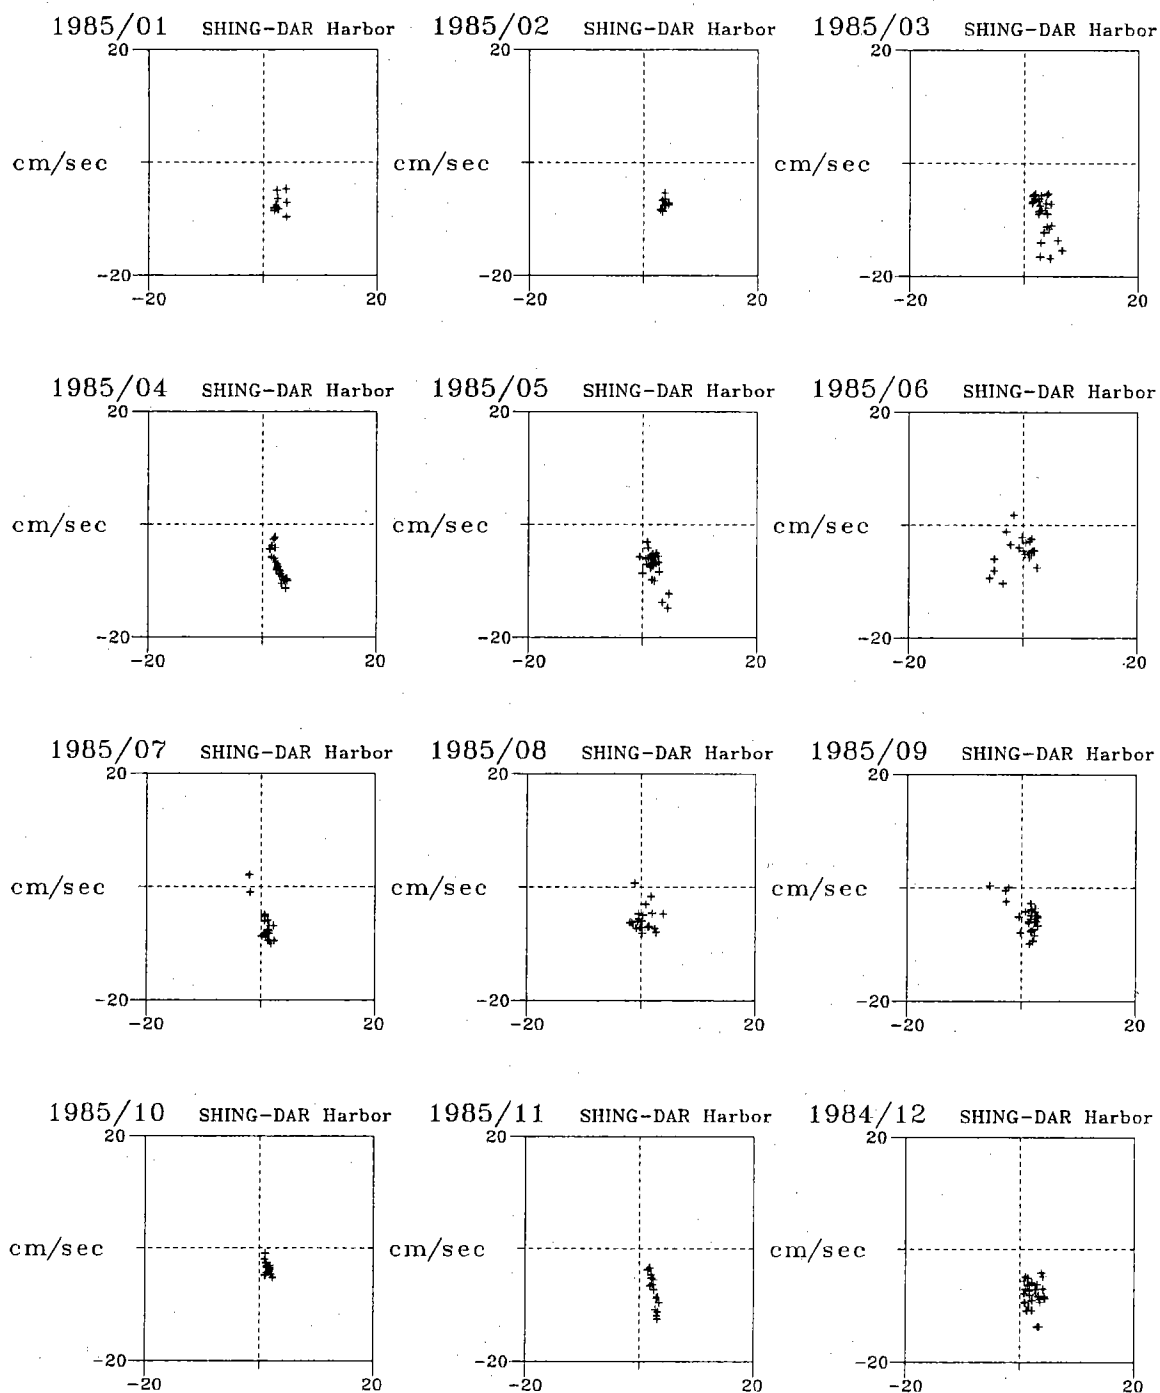 1985/01 SHING-DAR Harbor 1985/02 SHING-DAR Harbor 1985/03 SHING-DAR Harbor
20 20 20
cm/sec cm/sec cm/sec
-20 -20 -20
-20 20 -20 20 -20 20
1985/04 SHING-DAR Harbor 1985/05 SHING-DAR Harbor 1985/06 SHING-DAR Harbor
20 20 20
cm/sec cm/sec cm/sec
-20 -20 -20
-20 20 -20 20 -20 20
1985/07 SHING-DAR Harbor 1985/08 SHING-DAR Harbor 1985/09 SHING-DAR Harbor
20 20 20
cm/sec cm/sec cm/sec
-20 -20 -20
-20 20 -20 20 -20 20
1985/10 SHING-DAR Harbor 1985/11 SHING-DAR Harbor 1984/12 SHING-DAR Harbor
20 20 20
cm/sec cm/sec cm/sec
-20 -20 -20
-20 20 -20 20 -20 20